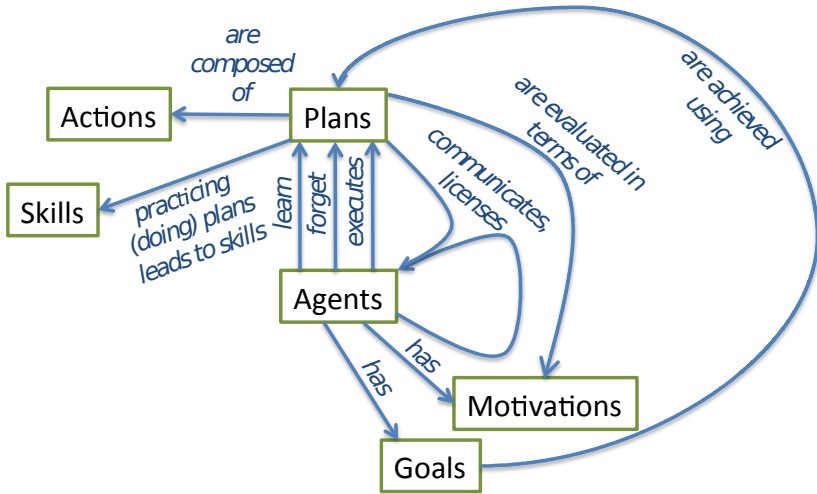 are
composed
of
Actions
Plans
Skills
practicing
(doing) plans
leads to skills
learn
forget
executes
communicates,
licenses
are evaluated in
terms of
are achieved
using
Agents
has
has
Motivations
Goals